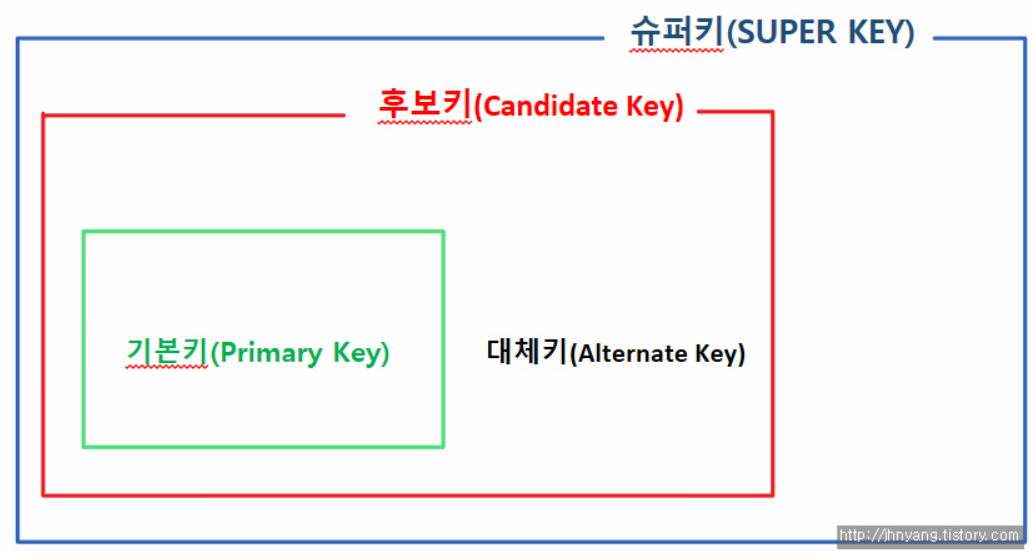 슈퍼키(SUPER KEY)
후보키(Candidate Key)
기본키(Primary Key)
대체키(Alternate Key)
http://jhnyang.tistory.com